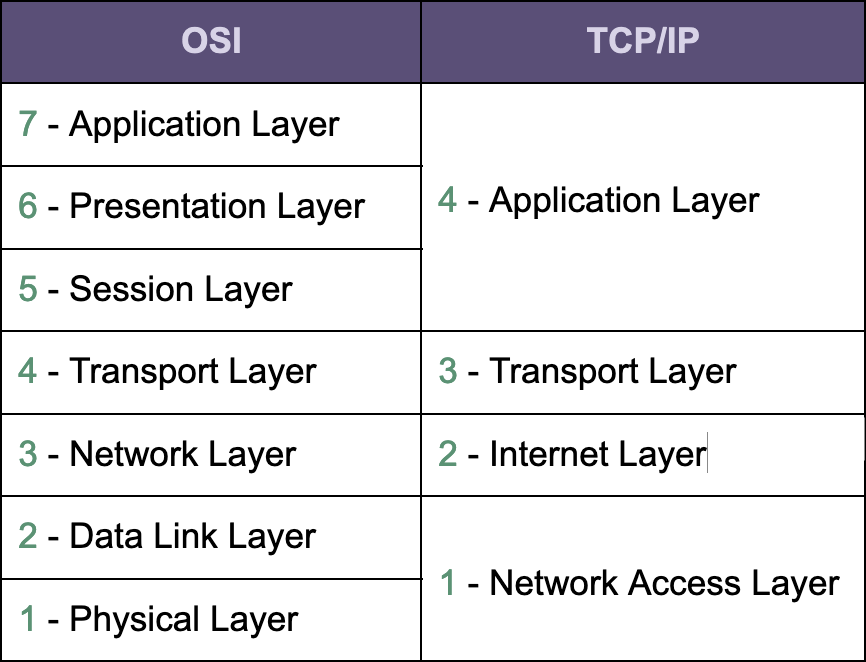 OSI
TCP/IP
7 - Application Layer
6 - Presentation Layer
5 - Session Layer
4 - Application Layer
4 - Transport Layer
3 - Transport Layer
3 - Network Layer
2 - Internet Layer
2 - Data Link Layer
1 - Physical Layer
1 - Network Access Layer